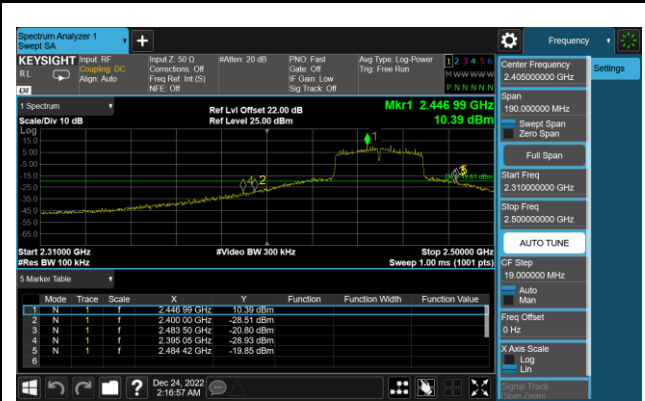 Spectrum Analyzer 1
Swept SA
+
Frequency
KEYSIGHT
Input: RF
Input Z: 50 Ω
#Atten: 20 dB
PNO: Fast
Avg Type: Log-Power
1 2 3 4 5 6
RL
Coupling: DC
Corrections: Off
Gate: Off
Trig: Free Run
M W W W W W
Align: Auto
Freq Ref: Int (S)
IF Gain: Low
NFE: Off
Sig Track: Off
P N N N N N
LXI
Center Frequency
2.405000000 GHz
Settings
Span
190.000000 MHz
Swept Span
Zero Span
Full Span
Start Freq
2.310000000 GHz
Stop Freq
2.500000000 GHz
AUTO TUNE
CF Step
19.000000 MHz
Auto
Man
Freq Offset
0 Hz
X Axis Scale
Log
Lin
Signal Track
(Span Zoom)
1 Spectrum
Ref Lvl Offset 22.00 dB
Mkr1 2.446 99 GHz
Scale/Div 10 dB
Ref Level 25.00 dBm
10.39 dBm
Log
15.0
5.00
-5.00
-15.0
-25.0
-35.0
-45.0
-55.0
-65.0
1
4
2
Start 2.31000 GHz
#Video BW 300 kHz
Stop 2.50000 GHz
#Res BW 100 kHz
Sweep 1.00 ms (1001 pts)
5 Marker Table
Mode Trace Scale X Y Function Function Width Function Value
1 N 1 f 2.446 99 GHz 10.39 dBm
2 N 1 f 2.400 00 GHz -28.51 dBm
3 N 1 f 2.483 50 GHz -20.80 dBm
4 N 1 f 2.395 05 GHz -28.93 dBm
5 N 1 f 2.484 42 GHz -19.85 dBm
6
?
Dec 24, 2022
2:16:57 AM